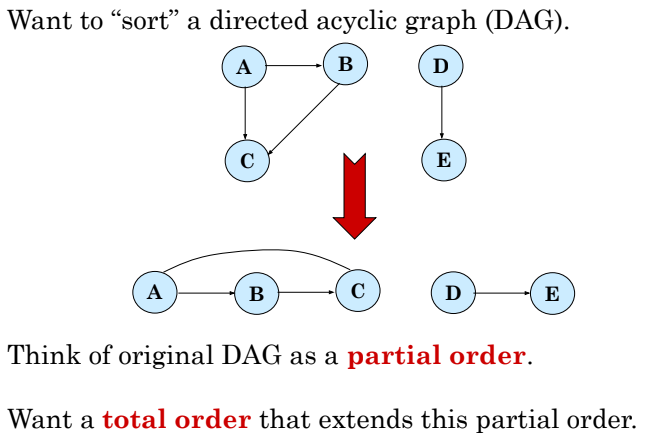 Want to “sort” a directed acyclic graph (DAG).
A B D
C E
A B C D E
Think of original DAG as a partial order.
Want a total order that extends this partial order.